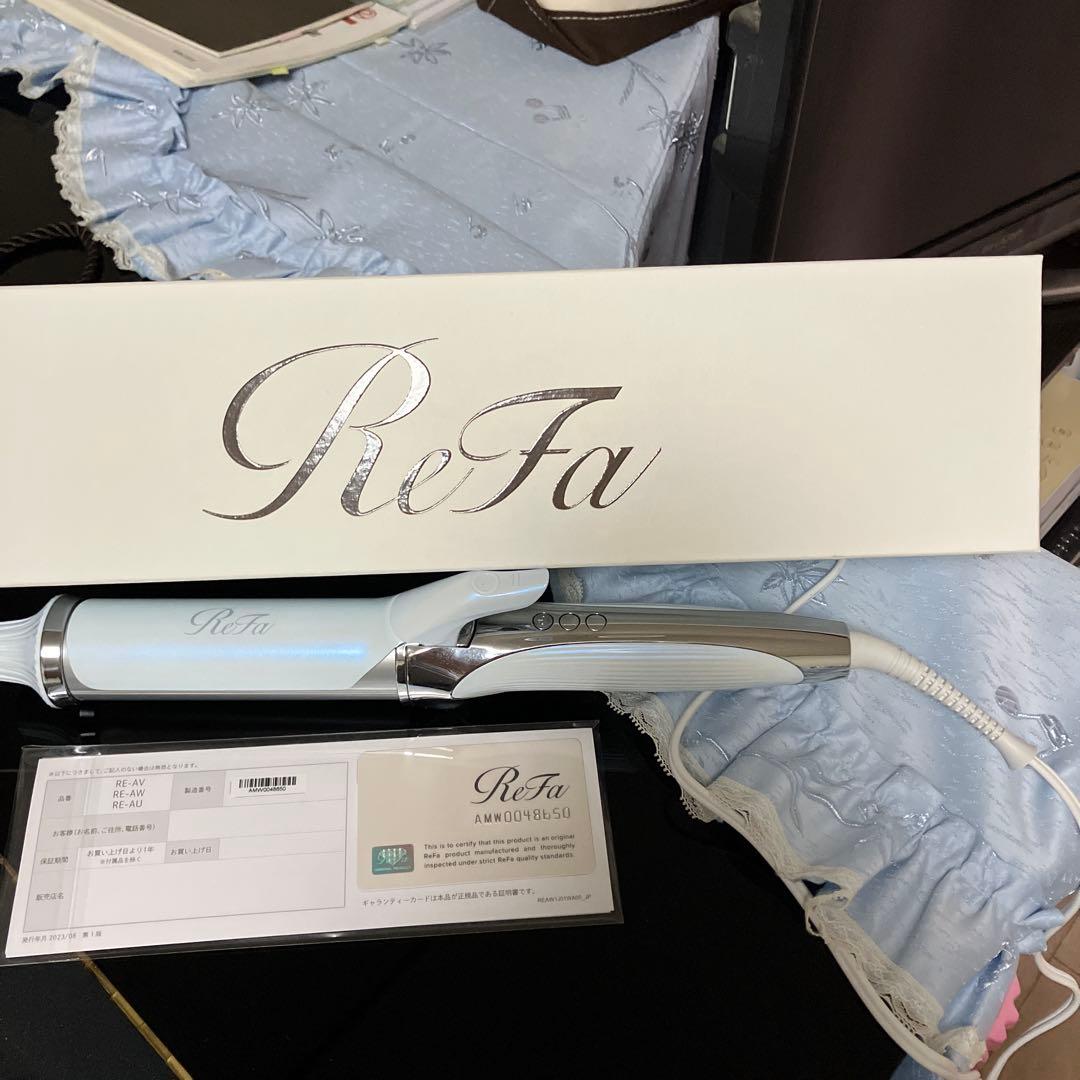 ReFa
ReFa
※以下につきまして、ご記入のない場合は無効となります。
品番
RE-AV
RE-AW
RE-AU
製造番号
AMW0048650
お客様(お名前、ご住所、電話番号)
保証期間
お買い上げ日より1年
※付属品を除く
お買い上げ日
販売店名
発行年月 2023/08 第1版
ReFa
AMW0048650
This is to certify that this product is an original
ReFa product manufactured and thoroughly
inspected under strict ReFa quality standards.
ReFa
ギャランティーカードは本品が正規品である証明書です。